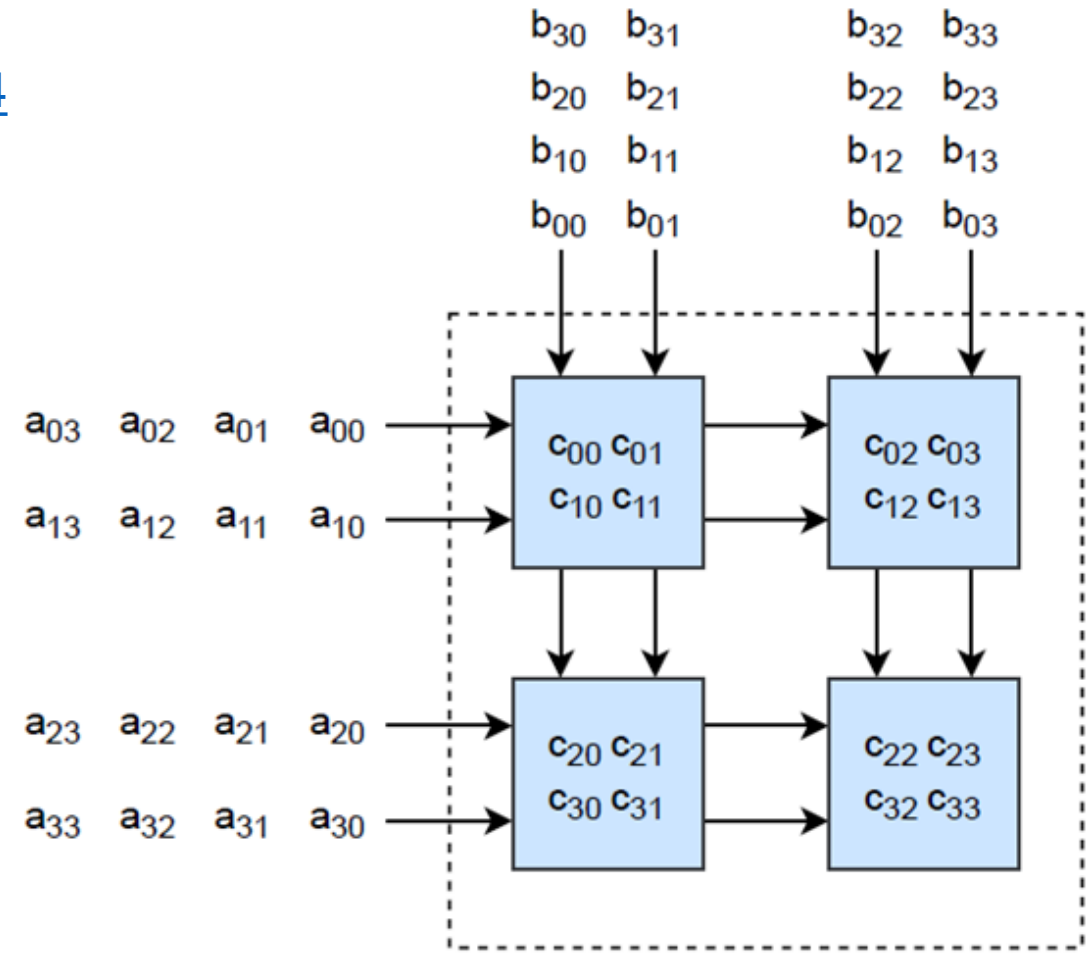 b₃₀ b₃₁ b₃₂ b₃₃
4
b₂₀ b₂₁ b₂₂ b₂₃
b₁₀ b₁₁ b₁₂ b₁₃
b₀₀ b₀₁ b₀₂ b₀₃
a₀₃ a₀₂ a₀₁ a₀₀
c₀₀ c₀₁ c₀₂ c₀₃
c₁₀ c₁₁ c₁₂ c₁₃
a₁₃ a₁₂ a₁₁ a₁₀
a₂₃ a₂₂ a₂₁ a₂₀
c₂₀ c₂₁ c₂₂ c₂₃
c₃₀ c₃₁ c₃₂ c₃₃
a₃₃ a₃₂ a₃₁ a₃₀